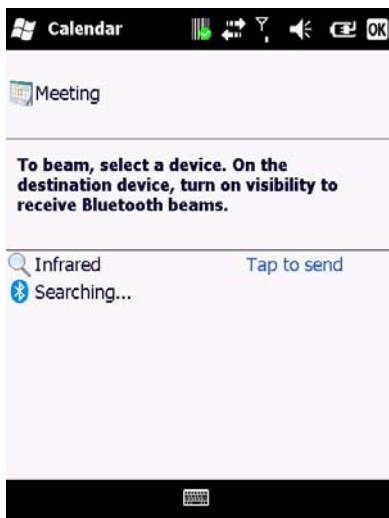 Calendar OK
Meeting
To beam, select a device. On the
destination device, turn on visibility to
receive Bluetooth beams.
Infrared Tap to send
Searching...